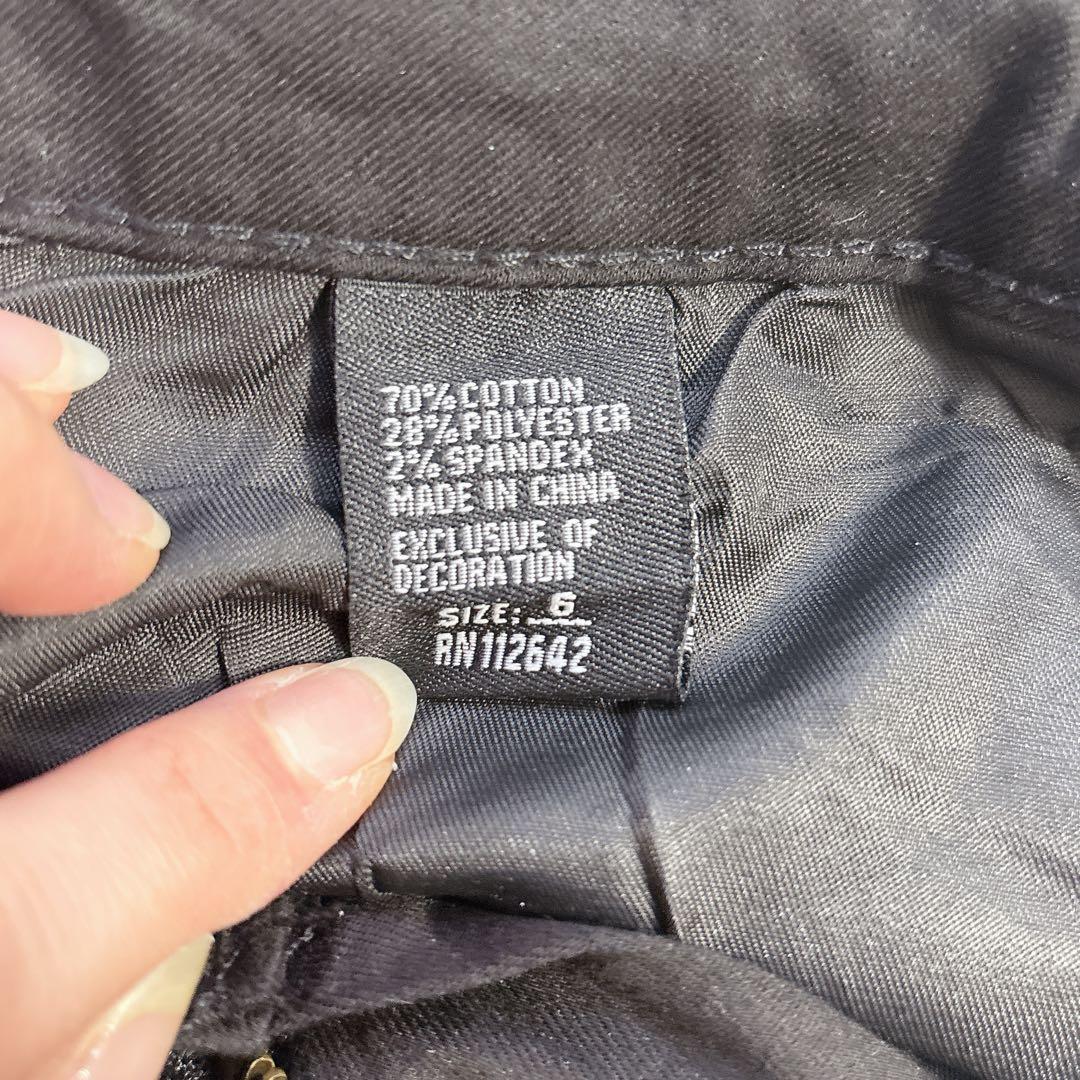 70% COTTON
28% POLYESTER
2% SPANDEX
MADE IN CHINA
EXCLUSIVE OF
DECORATION
SIZE: 6
RN112642